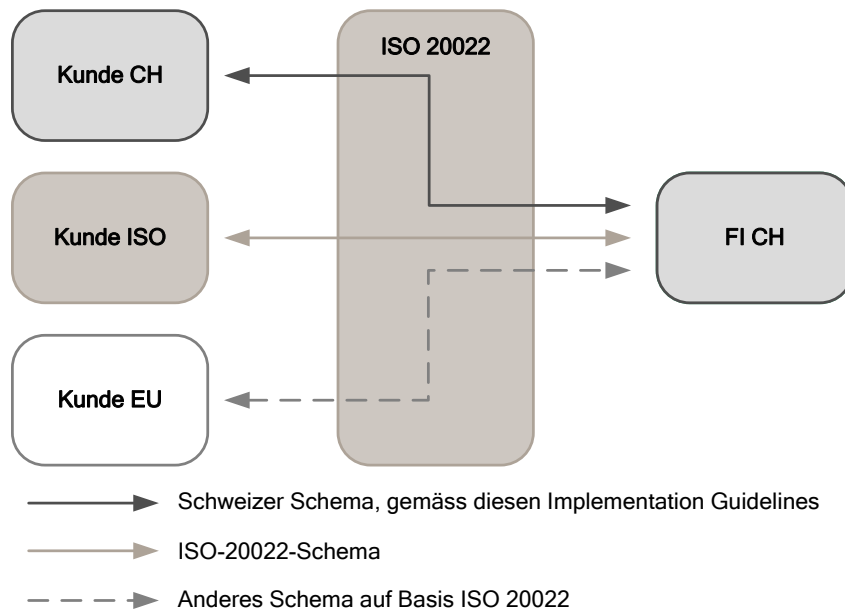 Kunde CH
ISO 20022
Kunde ISO
FI CH
Kunde EU
Schweizer Schema, gemäss diesen Implementation Guidelines
ISO-20022-Schema
Anderes Schema auf Basis ISO 20022